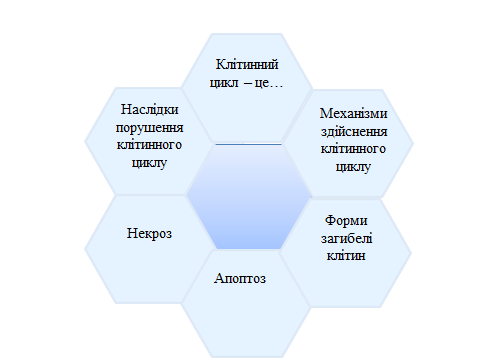 Клітинний
цикл – це…
Механізми
здійснення
клітинного
циклу
Форми
загибелі
клітин
Апоптоз
Некроз
Наслідки
порушення
клітинного
циклу